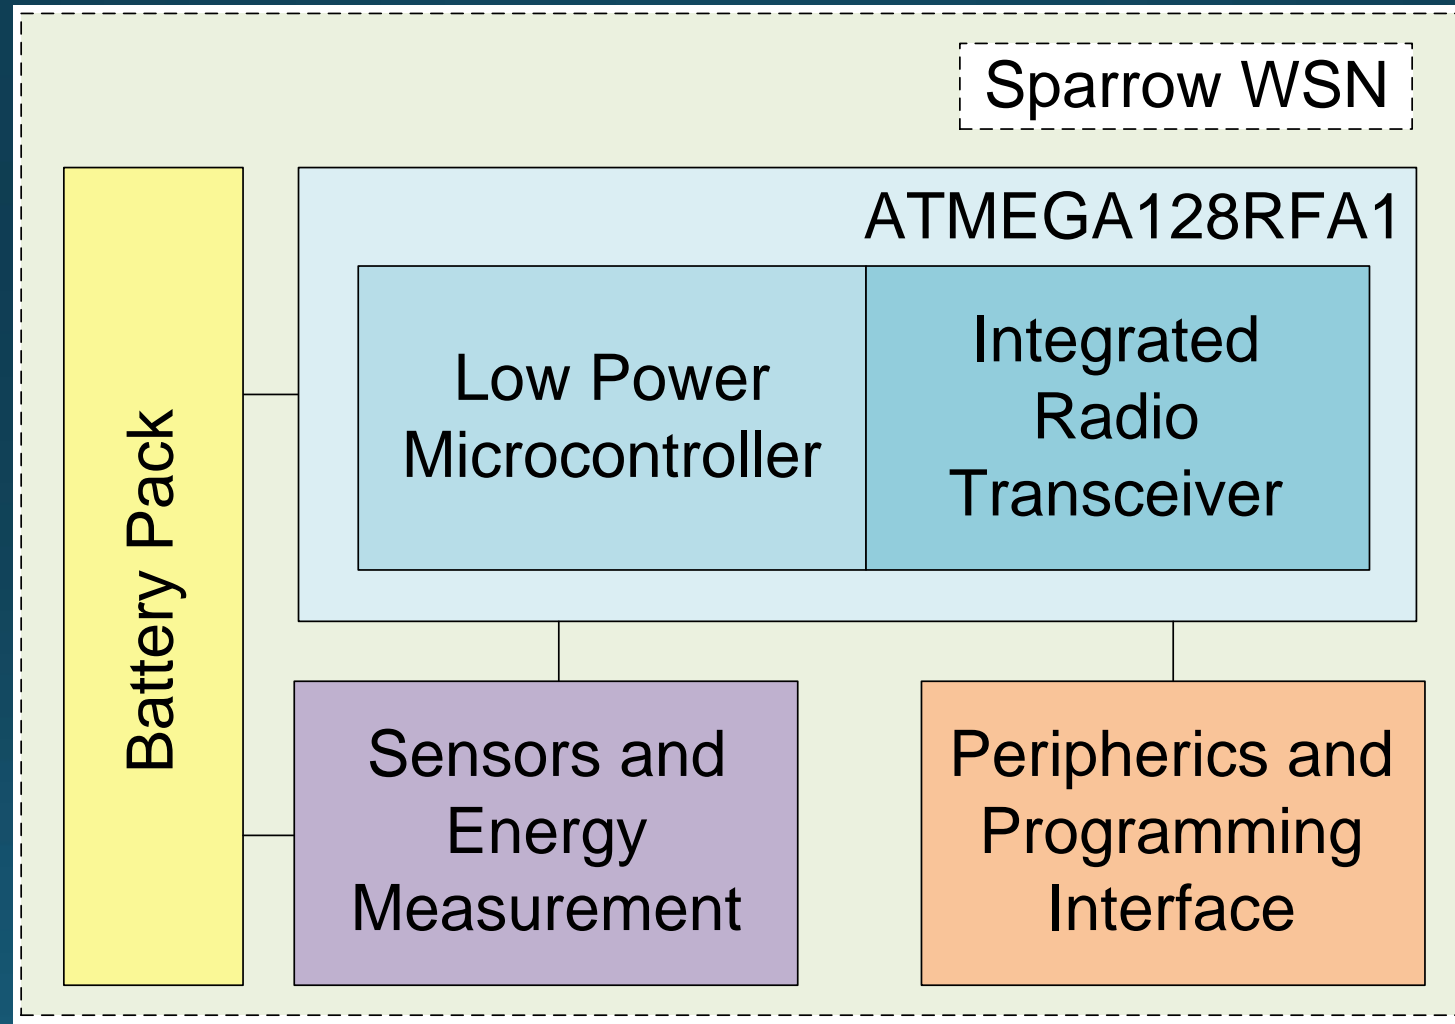 Sparrow WSN
ATMEGA128RFA1
Low Power
Microcontroller
Integrated
Radio
Transceiver
Battery Pack
Sensors and
Energy
Measurement
Peripherics and
Programming
Interface